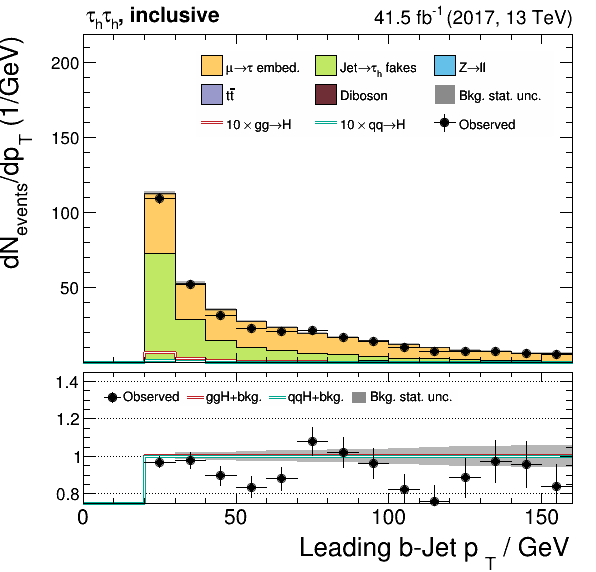 τhτh, inclusive 41.5 fb-1 (2017, 13 TeV)
dNevents/dpT (1/GeV)
200
150
100
50
μ→τ embed. Jet→τh fakes Z→ll
tt̄ Diboson Bkg. stat. unc.
10 × gg→H 10 × qq→H Observed
1.4
1.2
1
0.8
Observed ggH+bkg. qqH+bkg. Bkg. stat. unc.
0 50 100 150
Leading b-Jet pT / GeV